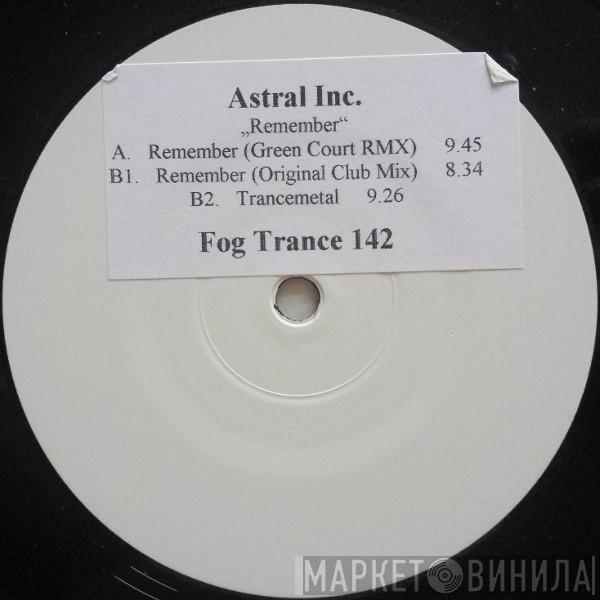 Astral Inc.
„Remember“
A. Remember (Green Court RMX) 9.45
B1. Remember (Original Club Mix) 8.34
B2. Trancemetal 9.26
Fog Trance 142
МАРКЕТ ВИНИЛА